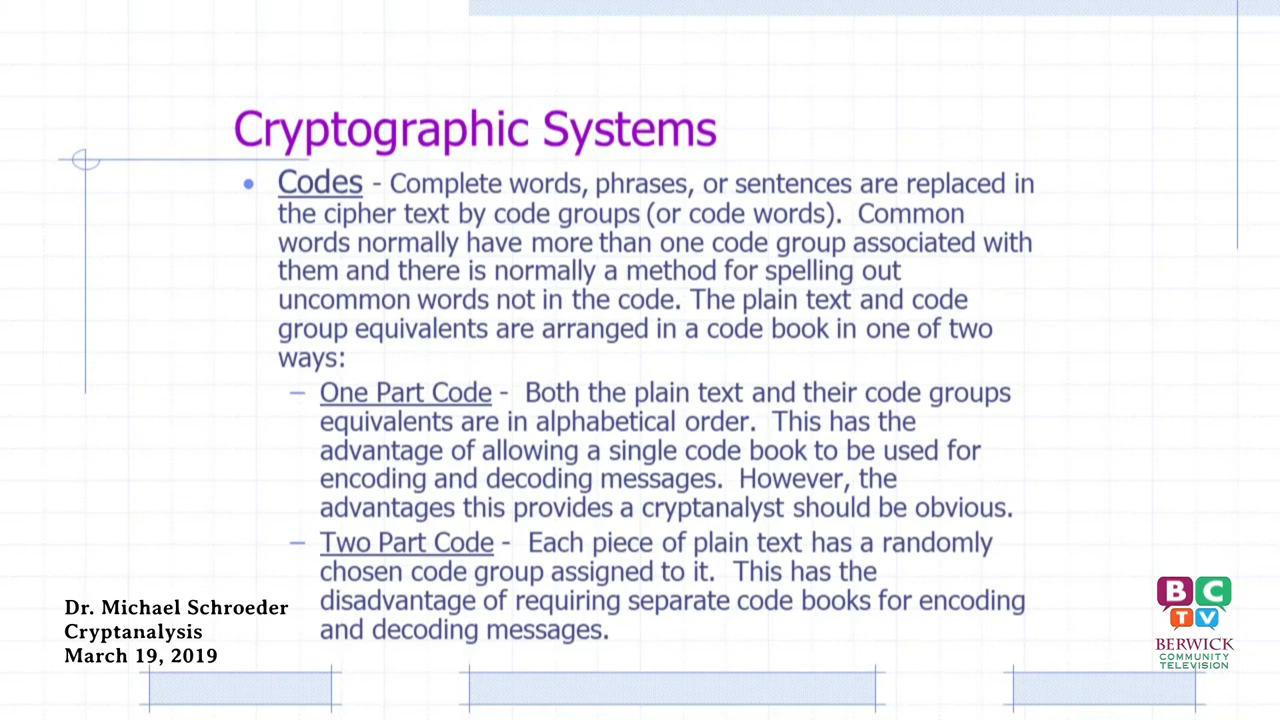 Cryptographic Systems
• Codes - Complete words, phrases, or sentences are replaced in
the cipher text by code groups (or code words). Common
words normally have more than one code group associated with
them and there is normally a method for spelling out
uncommon words not in the code. The plain text and code
group equivalents are arranged in a code book in one of two
ways:
– One Part Code - Both the plain text and their code groups
equivalents are in alphabetical order. This has the
advantage of allowing a single code book to be used for
encoding and decoding messages. However, the
advantages this provides a cryptanalyst should be obvious.
– Two Part Code - Each piece of plain text has a randomly
chosen code group assigned to it. This has the
disadvantage of requiring separate code books for encoding
and decoding messages.
Dr. Michael Schroeder
Cryptanalysis
March 19, 2019
BC
TV
BERWICK
COMMUNITY
TELEVISION